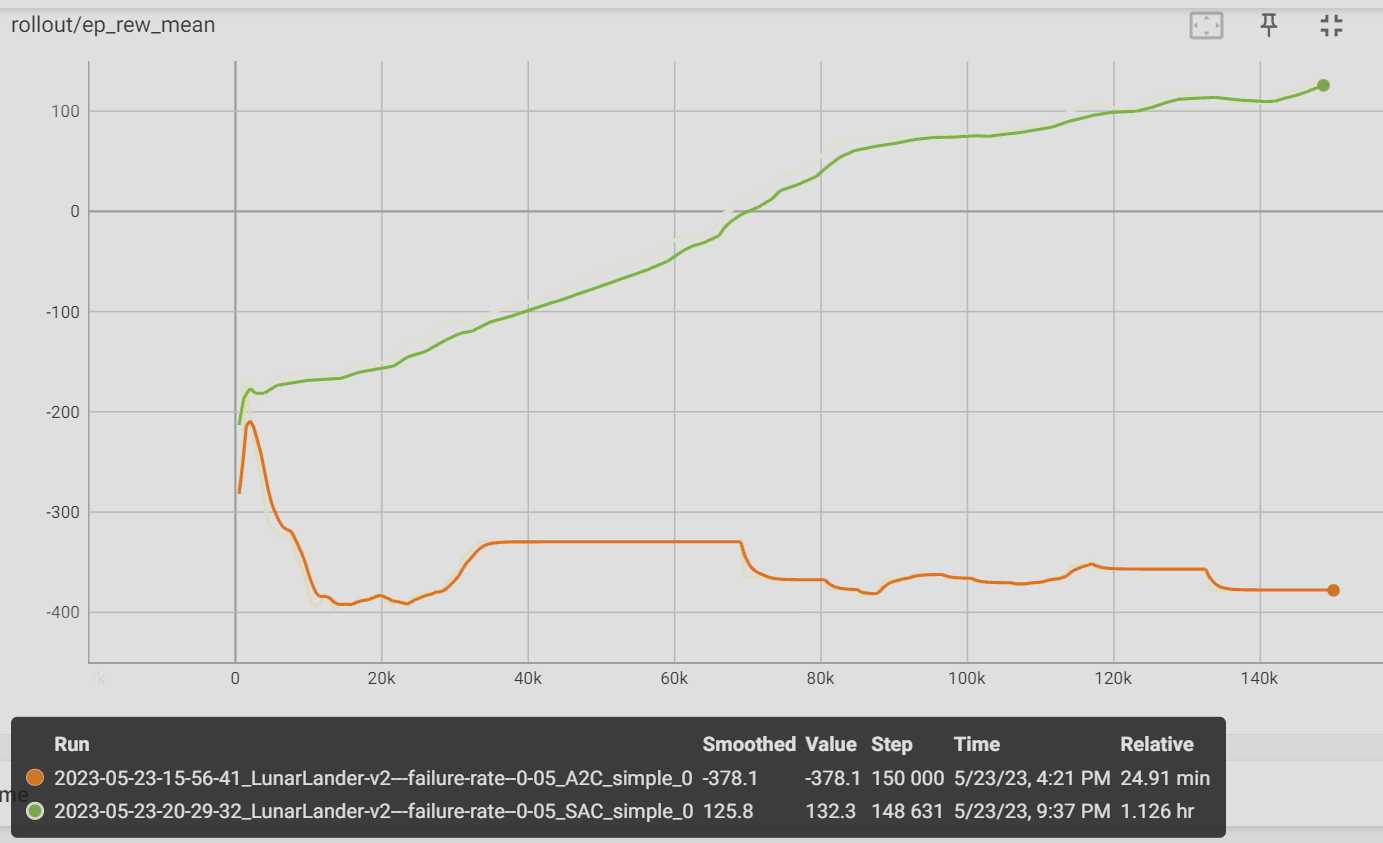 rollout/ep_rew_mean
100
0
-100
-200
-300
-400
0 20k 40k 60k 80k 100k 120k 140k
Run Smoothed Value Step Time Relative
2023-05-23-15-56-41_LunarLander-v2---failure-rate--0-05_A2C_simple_0 -378.1 -378.1 150 000 5/23/23, 4:21 PM 24.91 min
me
2023-05-23-20-29-32_LunarLander-v2---failure-rate--0-05_SAC_simple_0 125.8 132.3 148 631 5/23/23, 9:37 PM 1.126 hr